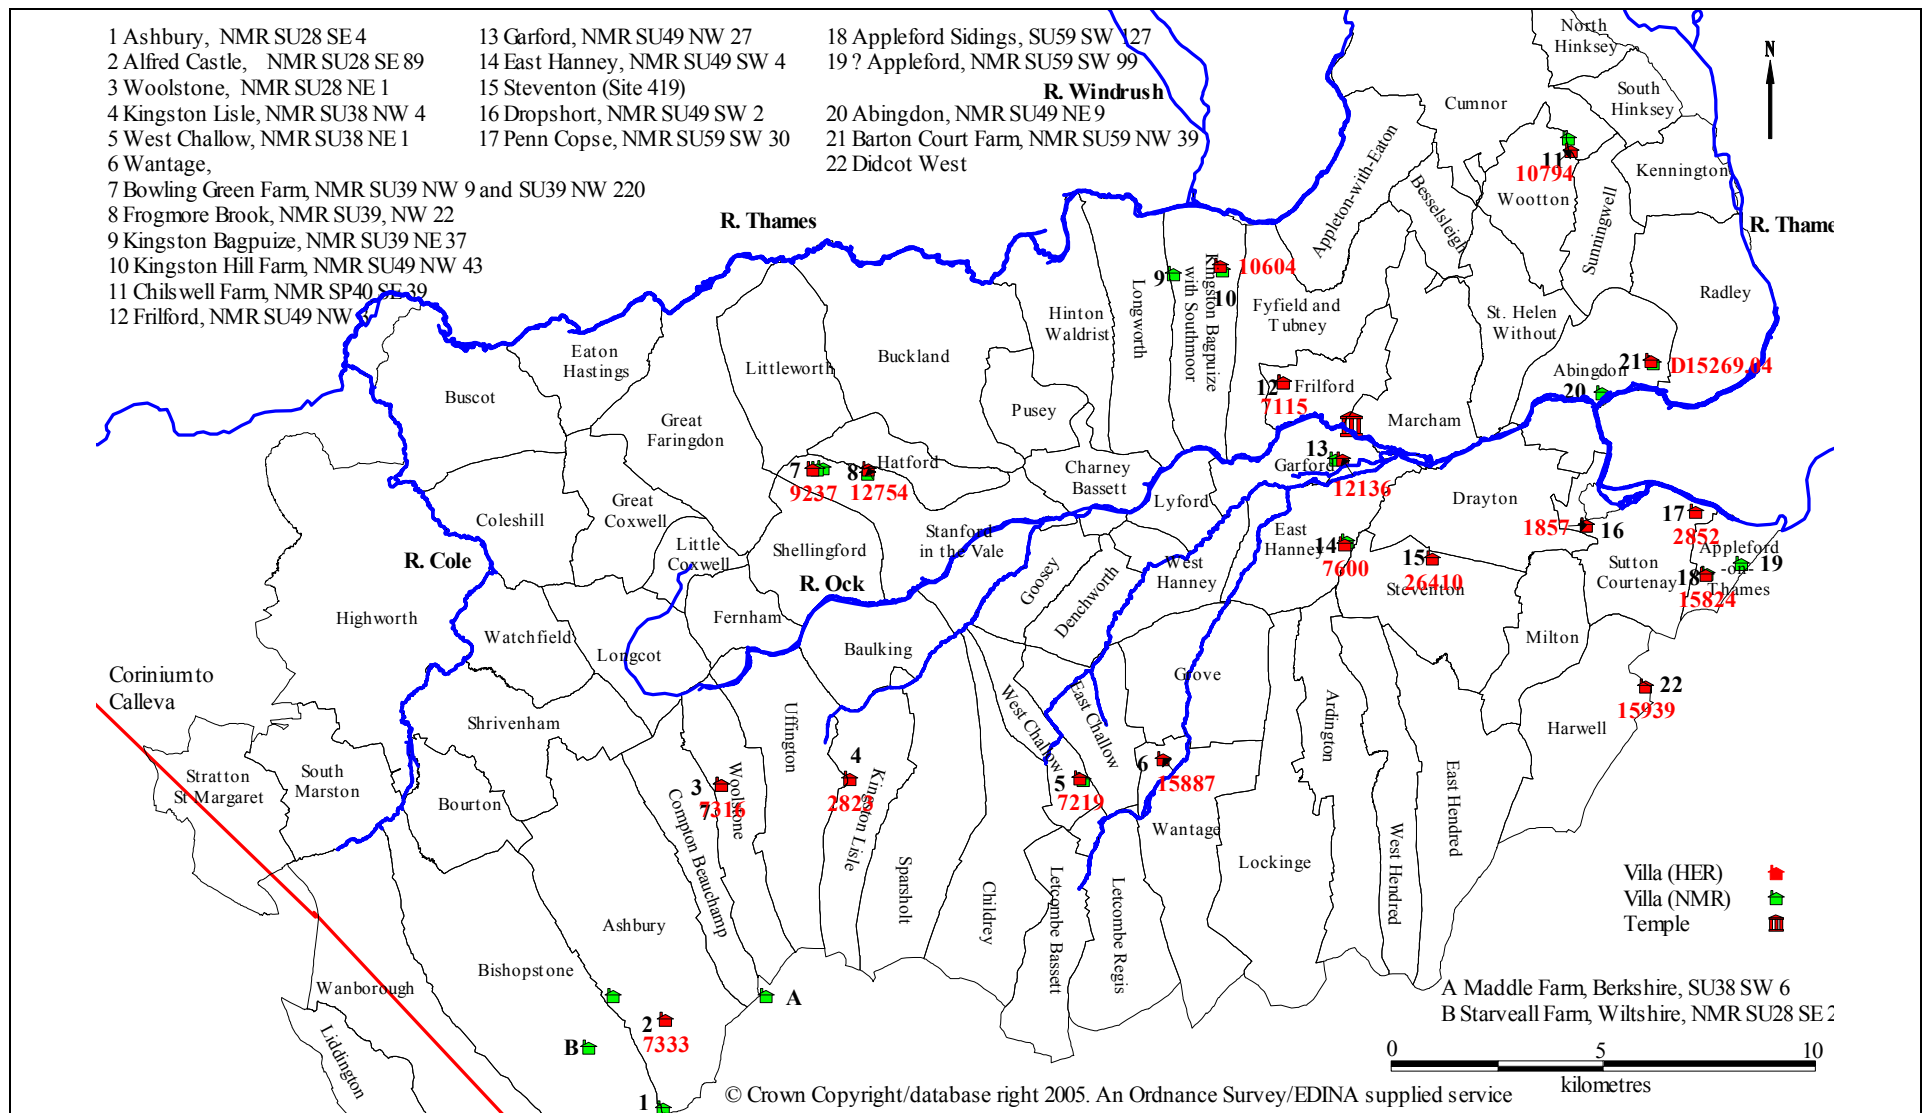 1 Ashbury, NMR SU28 SE 4
2 Alfred Castle, NMR SU28 SE 89
3 Woolstone, NMR SU28 NE 1
4 Kingston Lisle, NMR SU38 NW 4
5 West Challow, NMR SU38 NE 1
6 Wantage,
7 Bowling Green Farm, NMR SU39 NW 9 and SU39 NW 220
8 Frogmore Brook, NMR SU39, NW 22
9 Kingston Bagpuize, NMR SU39 NE 37
10 Kingston Hill Farm, NMR SU49 NW 43
11 Chilswell Farm, NMR SP40 SE 39
12 Frilford, NMR SU49 NW
13 Garford, NMR SU49 NW 27
14 East Hanney, NMR SU49 SW 4
15 Steventon (Site 419)
16 Dropshort, NMR SU49 SW 2
17 Penn Copse, NMR SU59 SW 30
18 Appleford Sidings, SU59 SW 127
19 ? Appleford, NMR SU59 SW 99
20 Abingdon, NMR SU49 NE 9
21 Barton Court Farm, NMR SU59 NW 39
22 Didcot West
R. Windrush
R. Thames
N
North
Hinksey
South
Hinksey
Cumnor
Kennington
11
10794
Wootton
Sunningwell
Besselsleigh
Appleton-with-Eaton
R. Thame
Radley
St. Helen
Without
Fyfield and
Tubney
9
10604
10
Kingston Bagpuize
with Southmoor
Longworth
Hinton
Waldrist
Buckland
Littleworth
Eaton
Hastings
Buscot
Great
Faringdon
Pusey
12
Frilford
7115
Marcham
Abingdon
20
21
D15269.04
13
Garford
12136
Charney
Bassett
Lyford
Hatford
7
9237
8
12754
Great
Coxwell
Coleshill
Little
Coxwell
Shellingford
Stanford
in the Vale
R. Cole
R. Ock
Goosey
Denchworth
West
Hanney
East
Hanney
14
7600
15
26410
Steventon
Drayton
1857
16
17
2852
Appleford
-on-
Thames
18
15824
19
Sutton
Courtenay
Milton
22
15939
Harwell
Highworth
Watchfield
Longcot
Fernham
Baulking
Grove
Corinium to
Calleva
Shrivenham
Uffington
West Challow
East Challow
Ardington
Stratton
St Margaret
South
Marston
Bourton
3
7316
7
Woolstone
Compton Beauchamp
4
2823
Kingston Lisle
5
7219
6
15887
Wantage
Lockinge
West Hendred
East Hendred
Sparsholt
Childrey
Letcombe Bassett
Letcombe Regis
Ashbury
Bishopstone
Wanborough
Liddington
A
2
7333
B
1
Villa (HER)
Villa (NMR)
Temple
A Maddle Farm, Berkshire, SU38 SW 6
B Starveall Farm, Wiltshire, NMR SU28 SE 2
0 5 10
kilometres
© Crown Copyright/database right 2005. An Ordnance Survey/EDINA supplied service